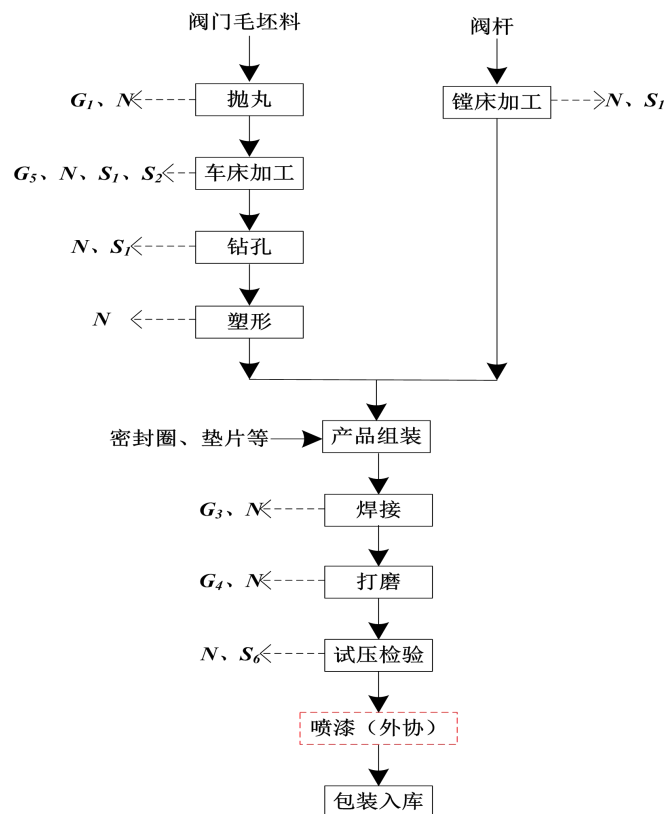 阀门毛坯料
阀杆
G1、N
抛丸
镗床加工
N、S1
G5、N、S1、S2
车床加工
N、S1
钻孔
N
塑形
密封圈、垫片等
产品组装
G3、N
焊接
G4、N
打磨
N、S6
试压检验
喷漆（外协）
包装入库